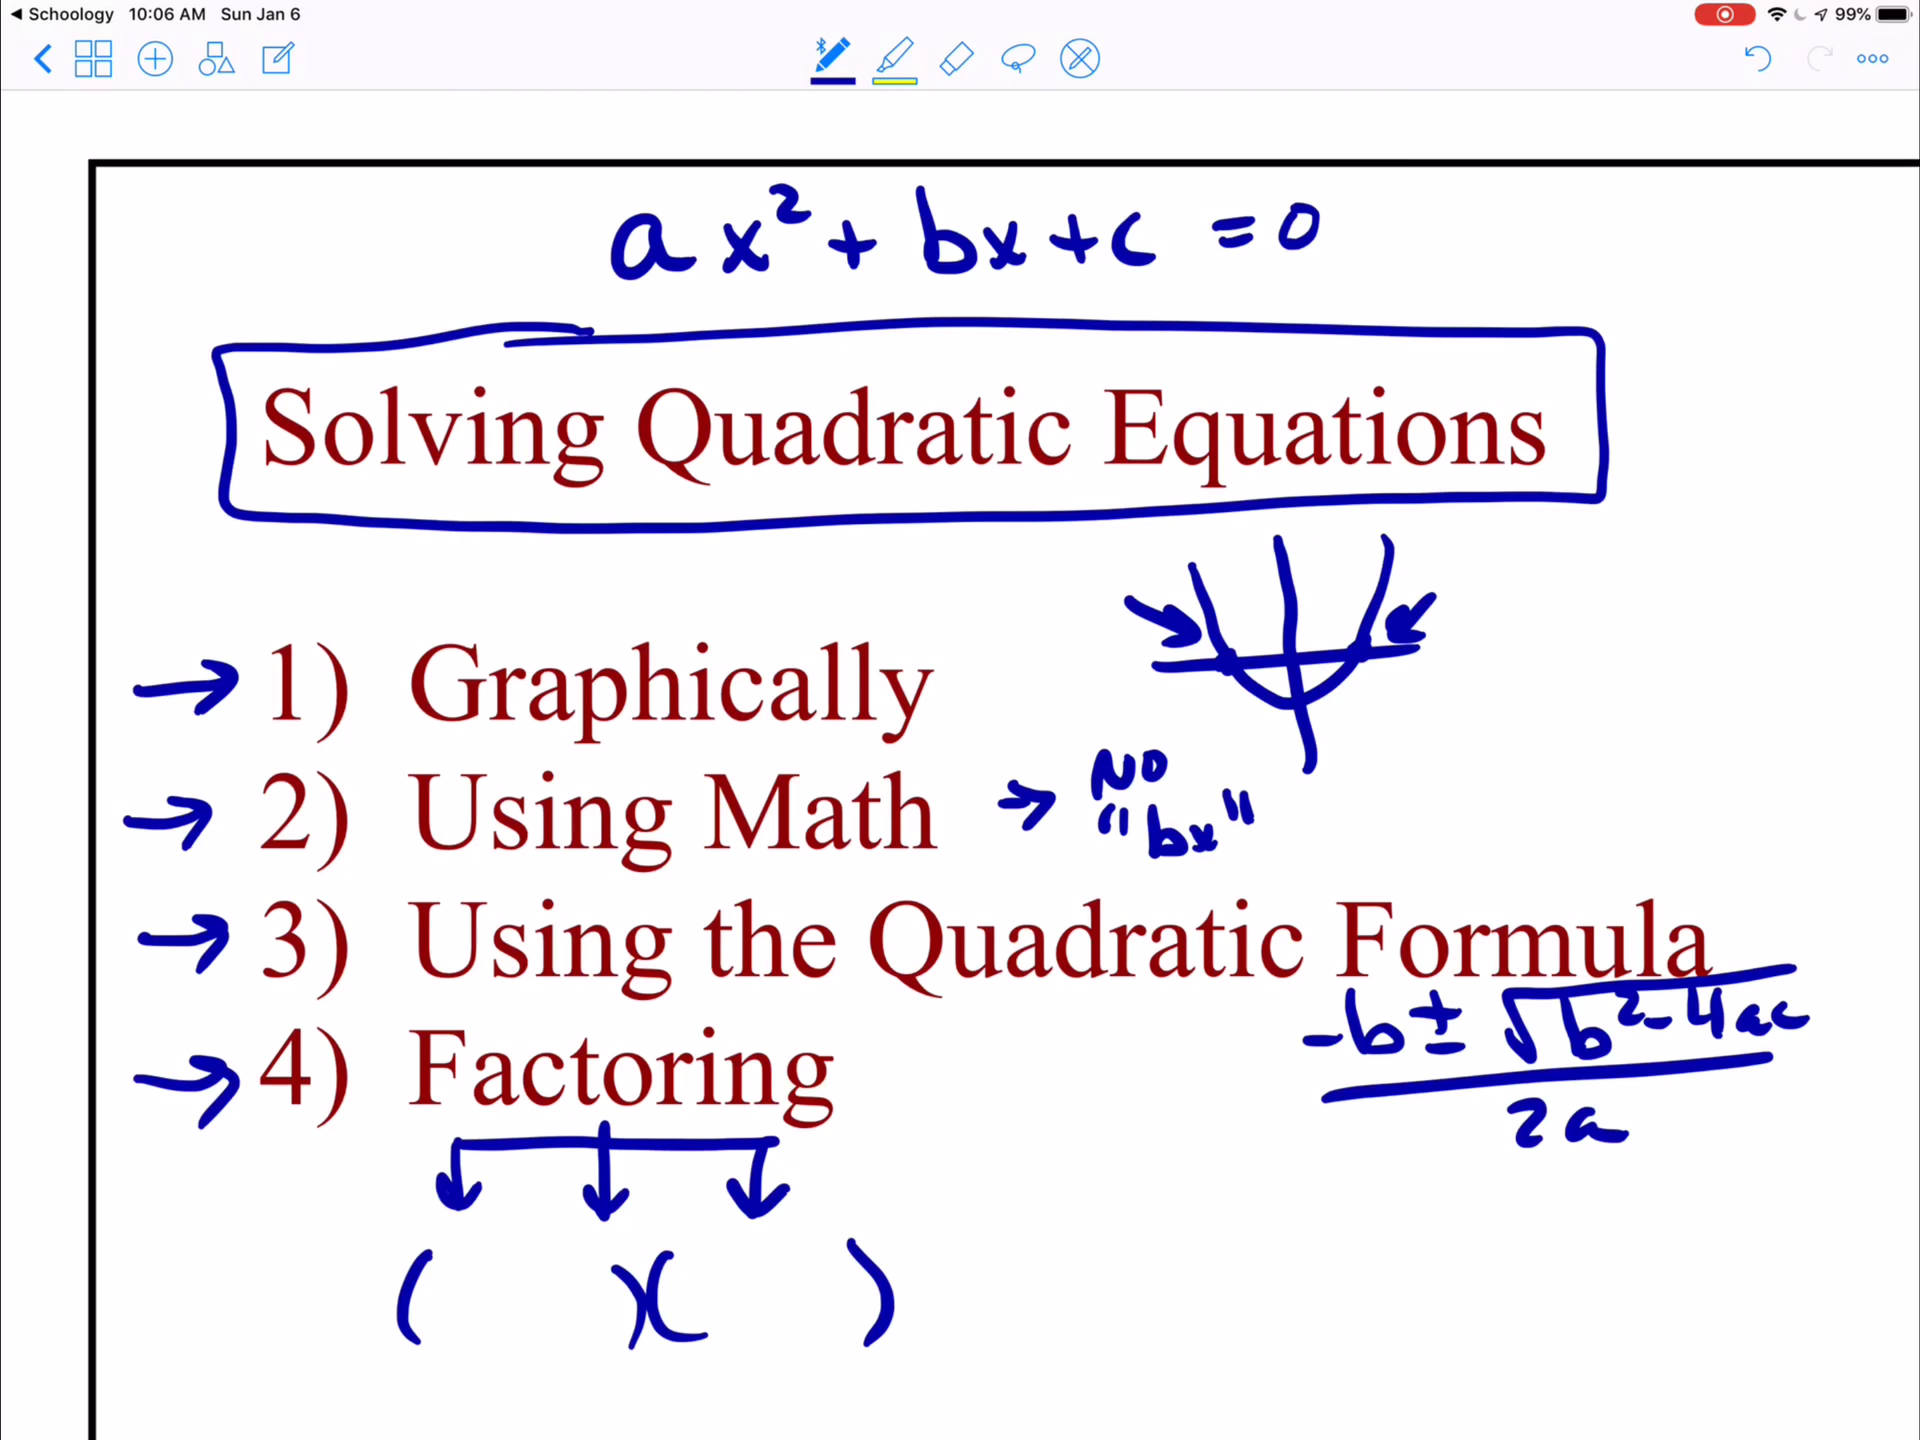 Schoology 10:06 AM Sun Jan 6 99%
ax² + bx + c = 0
Solving Quadratic Equations
1) Graphically
2) Using Math → NO "bx"
3) Using the Quadratic Formula
-b ± √b² - 4ac
2a
4) Factoring
( )( )